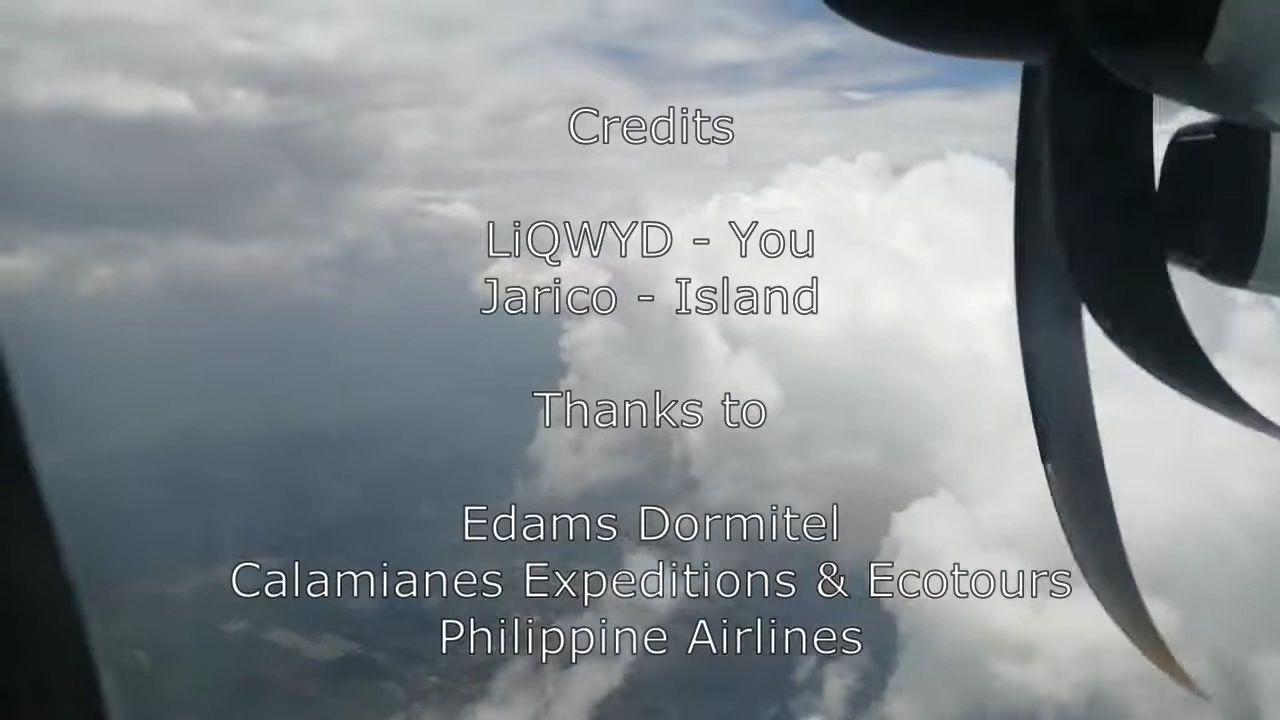 Credits
LiQWYD - You
Jarico - Island
Thanks to
Edams Dormitel
Calamianes Expeditions & Ecotours
Philippine Airlines